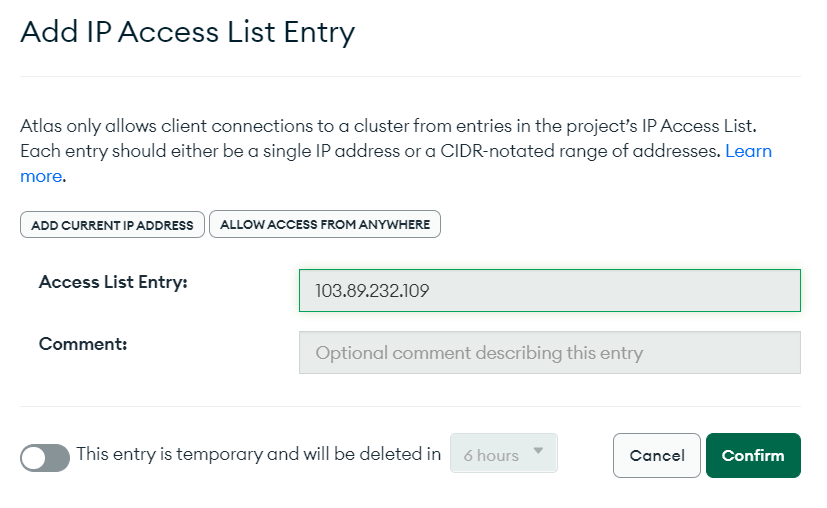 Add IP Access List Entry
Atlas only allows client connections to a cluster from entries in the project’s IP Access List.
Each entry should either be a single IP address or a CIDR-notated range of addresses. Learn
more.
ADD CURRENT IP ADDRESS
ALLOW ACCESS FROM ANYWHERE
Access List Entry:
103.89.232.109
Comment:
Optional comment describing this entry
This entry is temporary and will be deleted in
6 hours
Cancel
Confirm